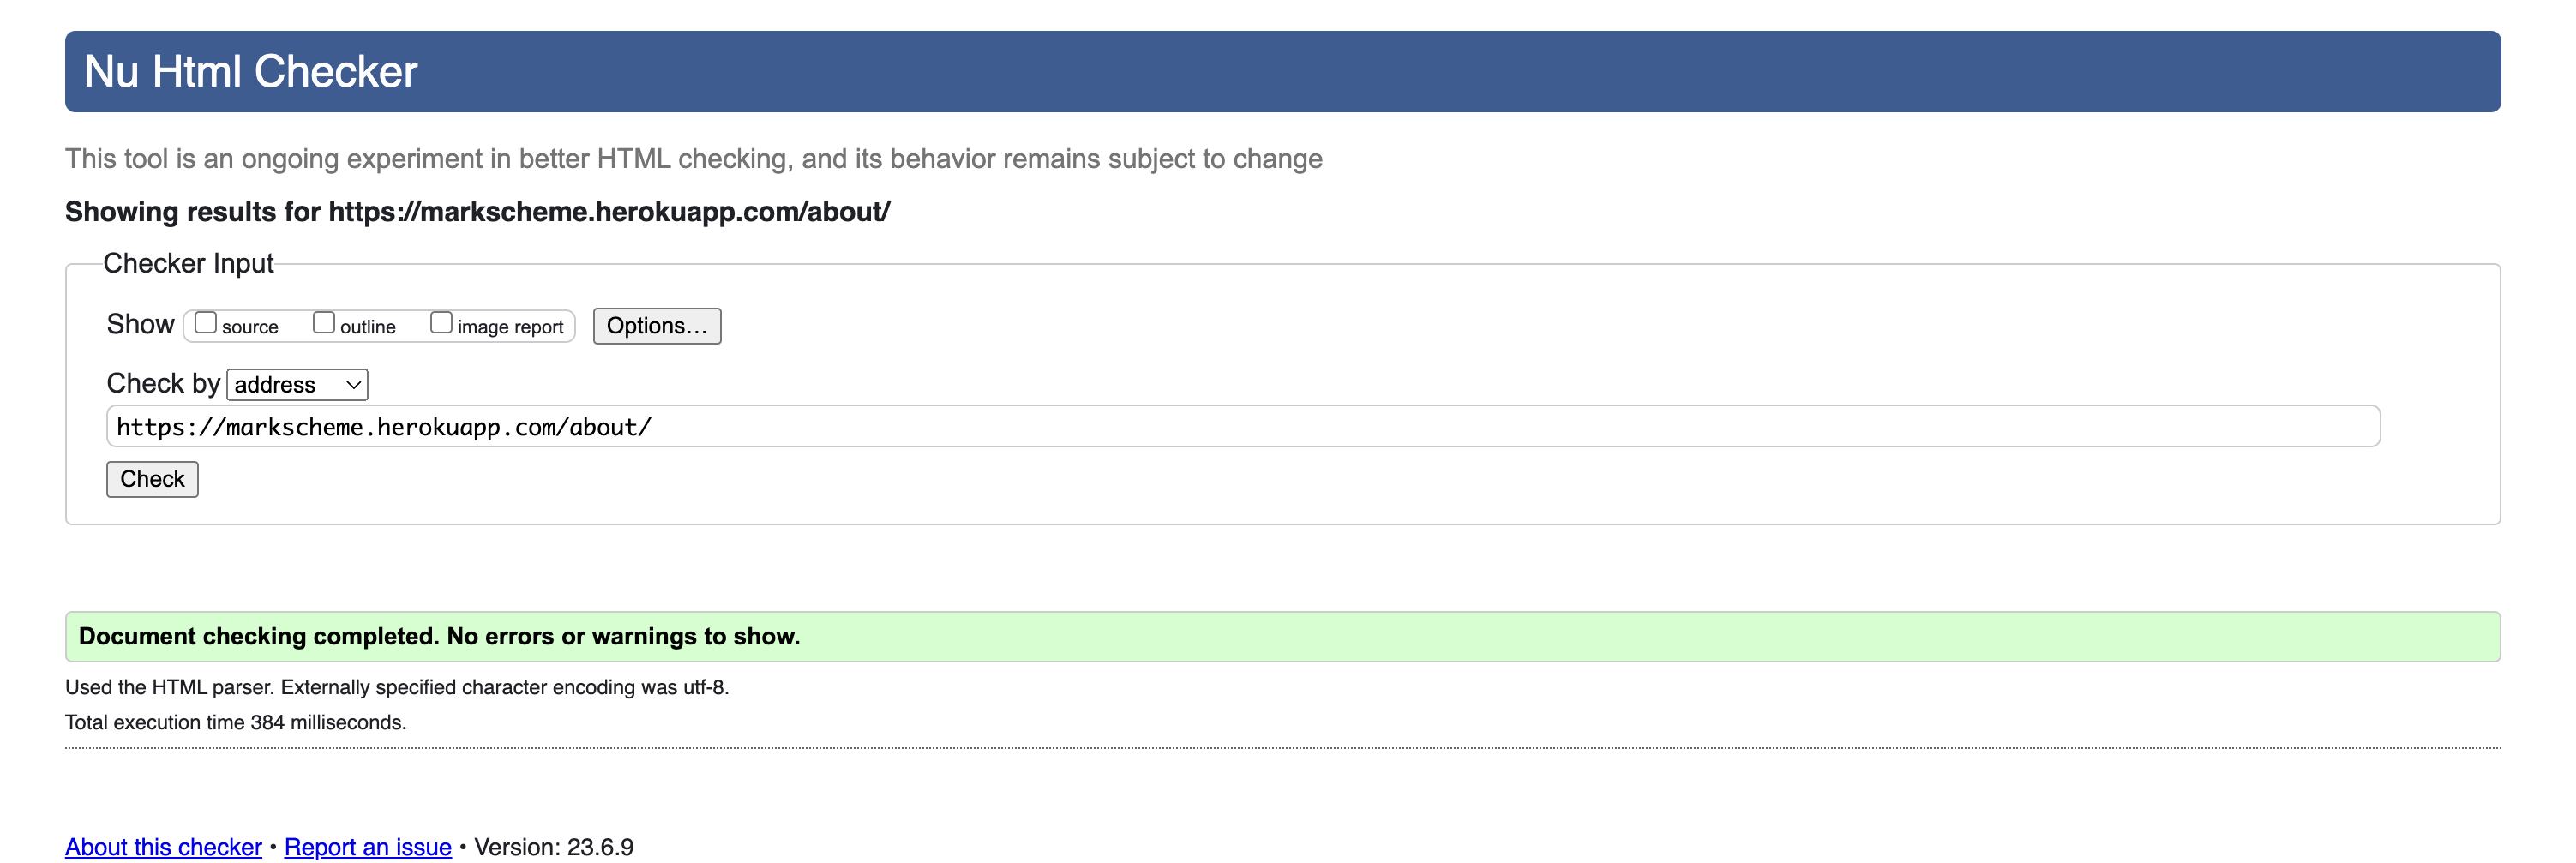 Nu Html Checker
This tool is an ongoing experiment in better HTML checking, and its behavior remains subject to change
Showing results for https://markscheme.herokuapp.com/about/
Checker Input
Show source outline image report Options…
Check by address
https://markscheme.herokuapp.com/about/
Check
Document checking completed. No errors or warnings to show.
Used the HTML parser. Externally specified character encoding was utf-8.
Total execution time 384 milliseconds.
About this checker • Report an issue • Version: 23.6.9